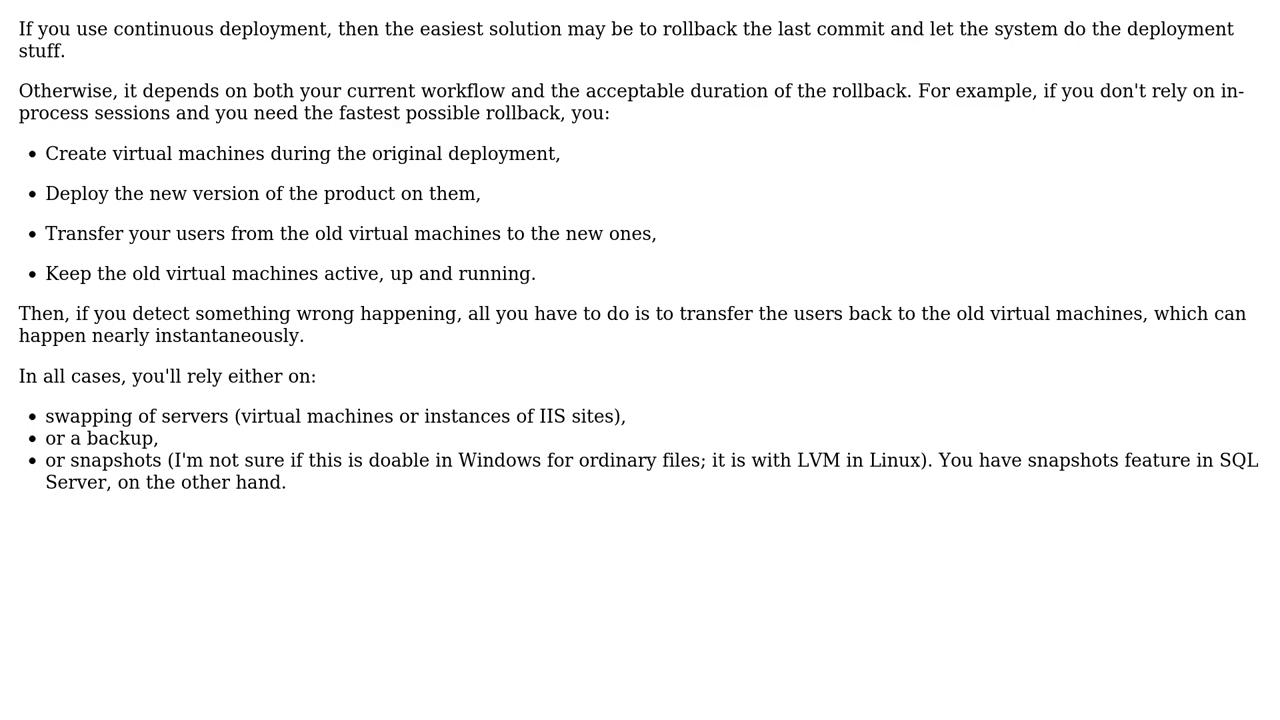 If you use continuous deployment, then the easiest solution may be to rollback the last commit and let the system do the deployment
stuff.
Otherwise, it depends on both your current workflow and the acceptable duration of the rollback. For example, if you don't rely on in-
process sessions and you need the fastest possible rollback, you:
• Create virtual machines during the original deployment,
• Deploy the new version of the product on them,
• Transfer your users from the old virtual machines to the new ones,
• Keep the old virtual machines active, up and running.
Then, if you detect something wrong happening, all you have to do is to transfer the users back to the old virtual machines, which can
happen nearly instantaneously.
In all cases, you'll rely either on:
• swapping of servers (virtual machines or instances of IIS sites),
• or a backup,
• or snapshots (I'm not sure if this is doable in Windows for ordinary files; it is with LVM in Linux). You have snapshots feature in SQL
Server, on the other hand.